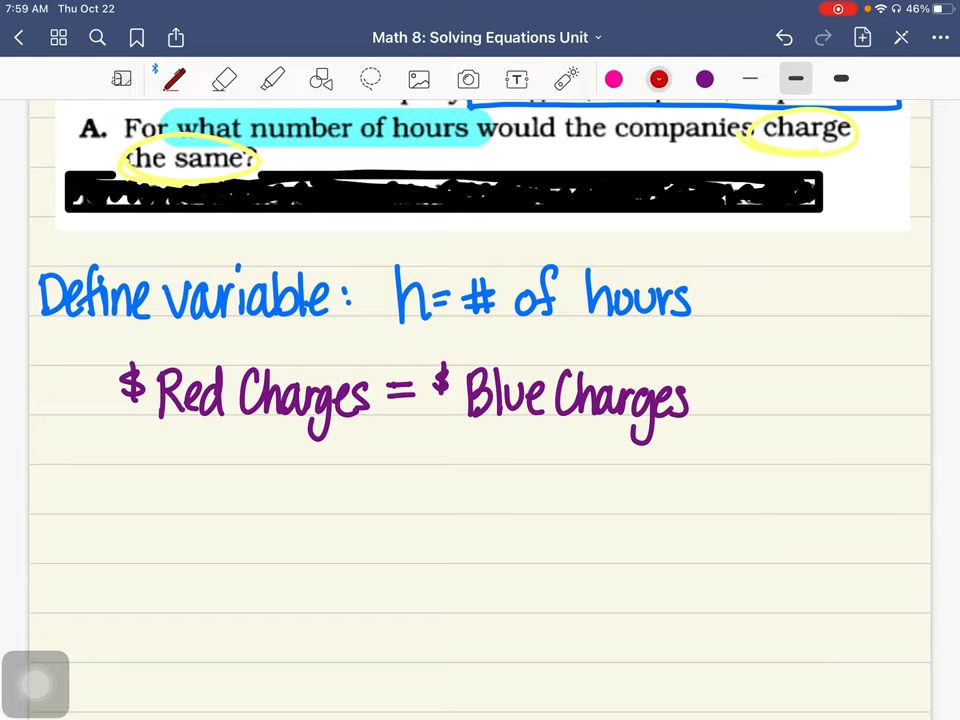 7:59 AM Thu Oct 22 46%
Math 8: Solving Equations Unit
A. For what number of hours would the companies charge
the same?
Define variable: h = # of hours
$ Red Charges = $ Blue Charges